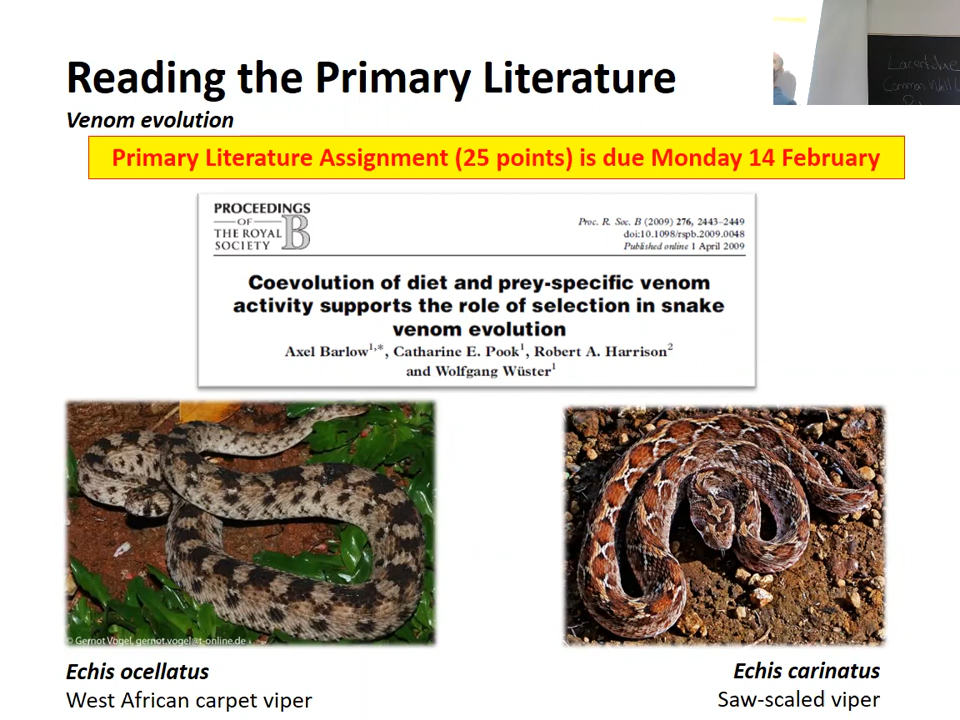 Reading the Primary Literature
Venom evolution
Primary Literature Assignment (25 points) is due Monday 14 February
PROCEEDINGS
OF
THE ROYAL
SOCIETY B
Proc. R. Soc. B (2009) 276, 2443–2449
doi:10.1098/rspb.2009.0048
Published online 1 April 2009
Coevolution of diet and prey-specific venom
activity supports the role of selection in snake
venom evolution
Axel Barlow1,*, Catharine E. Pook1, Robert A. Harrison2
and Wolfgang Wüster1
© Gernot Vogel, gernot.vogel@t-online.de
Echis ocellatus
West African carpet viper
Echis carinatus
Saw-scaled viper
Common